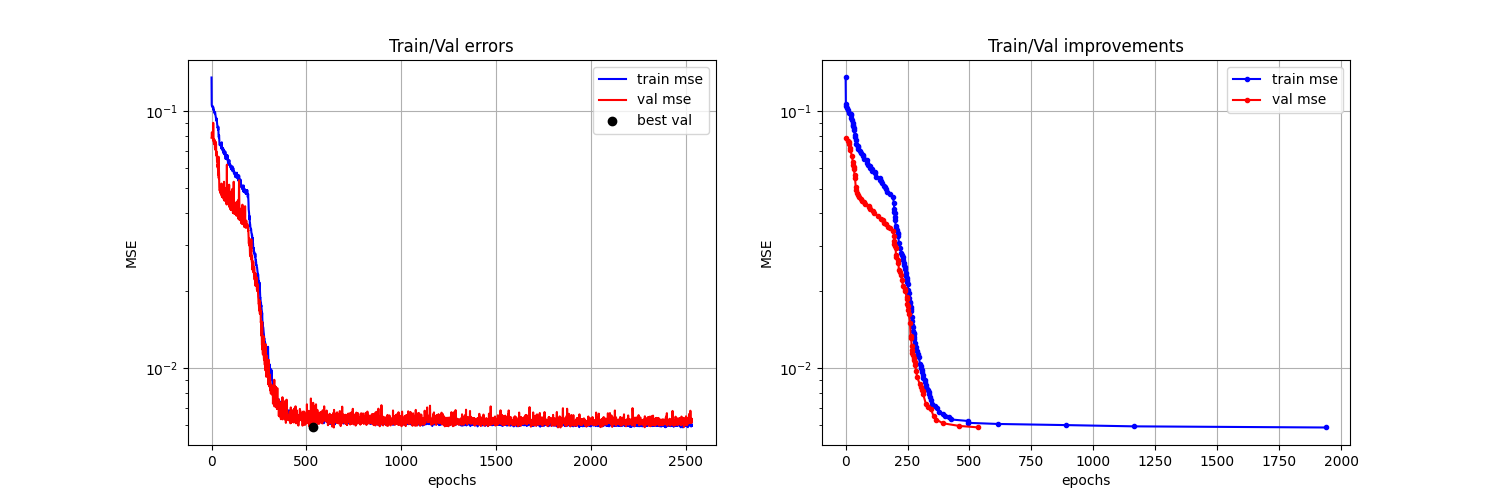 Train/Val errors
train mse
val mse
best val
10⁻¹
10⁻²
MSE
0
500
1000
1500
2000
2500
epochs
Train/Val improvements
train mse
val mse
10⁻¹
10⁻²
MSE
0
250
500
750
1000
1250
1500
1750
2000
epochs